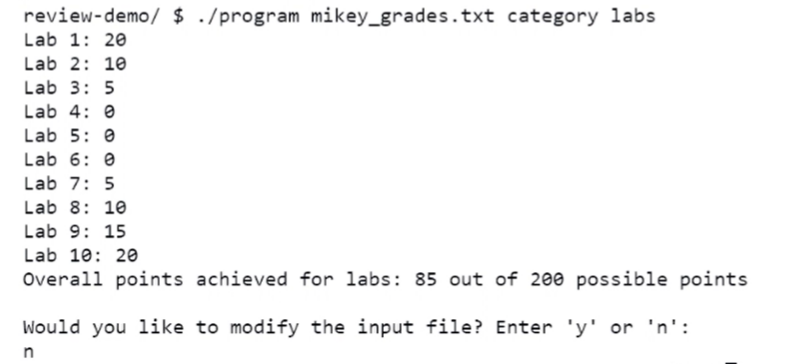 review-demo/ $ ./program mikey_grades.txt category labs
Lab 1: 20
Lab 2: 10
Lab 3: 5
Lab 4: 0
Lab 5: 0
Lab 6: 0
Lab 7: 5
Lab 8: 10
Lab 9: 15
Lab 10: 20
Overall points achieved for labs: 85 out of 200 possible points
Would you like to modify the input file? Enter 'y' or 'n':
n